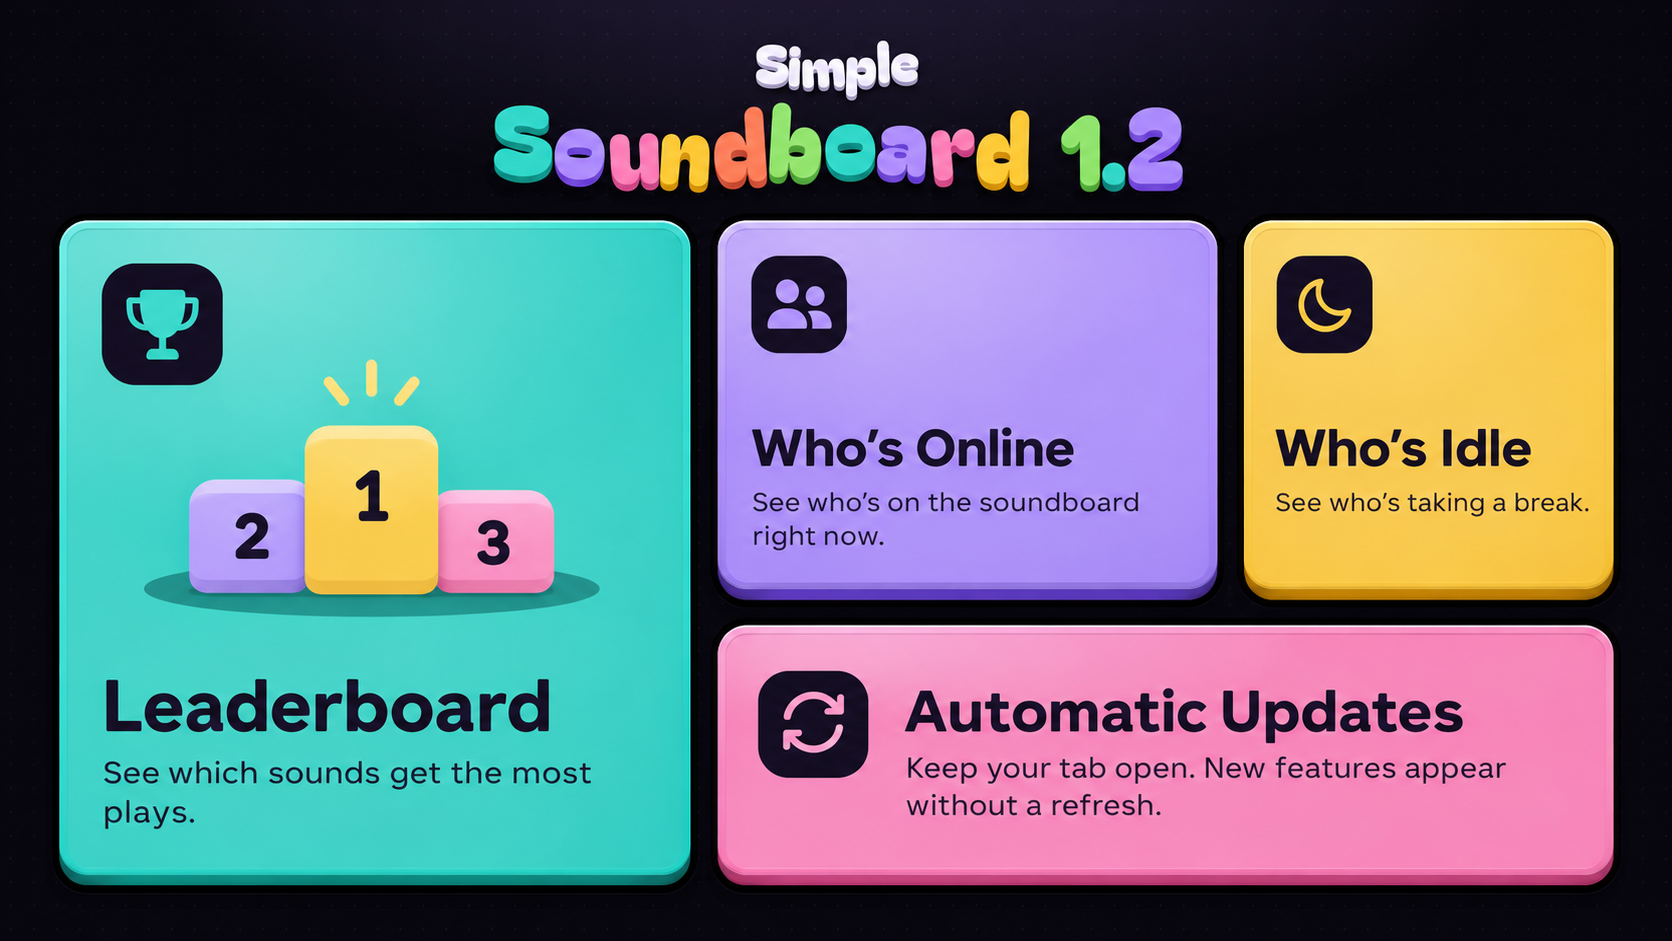 Simple
Soundboard 1.2
2
1
3
Leaderboard
See which sounds get the most
plays.
Who's Online
See who's on the soundboard
right now.
Who's Idle
See who's taking a break.
Automatic Updates
Keep your tab open. New features appear
without a refresh.